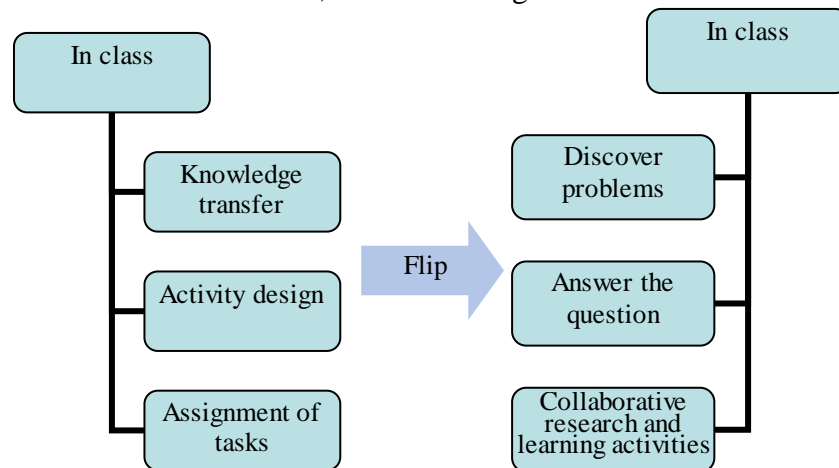 In class
Knowledge
transfer
Activity design
Assignment of
tasks
Flip
In class
Discover
problems
Answer the
question
Collaborative
research and
learning activities